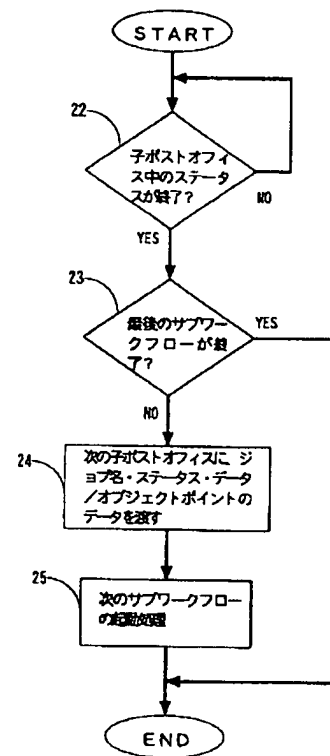 START
22
子ポストオフィ
ス中のステータ
スが終了?
NO
YES
23
最後のサブワー
クフローが終
了?
YES
NO
24
次の子ポストオフィスに、ジ
ョブ名・ステータス・データ
/オブジェクトポイントの
データを渡す
25
次のサブワークフロー
の起動処理
END